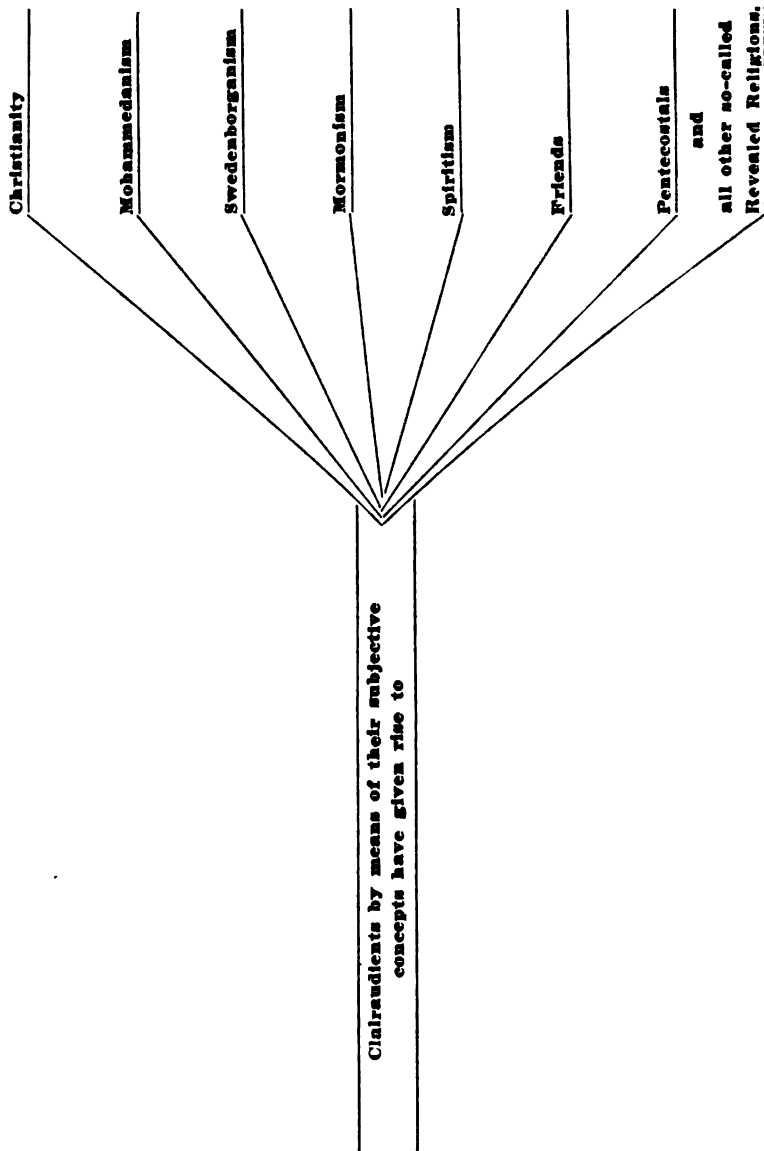 Clairaudients by means of their subjective
concepts have given rise to
Christianity
Mohammedanism
Swedenborganism
Mormonism
Spiritism
Friends
Pentecostals
and
all other so-called
Revealed Religions.